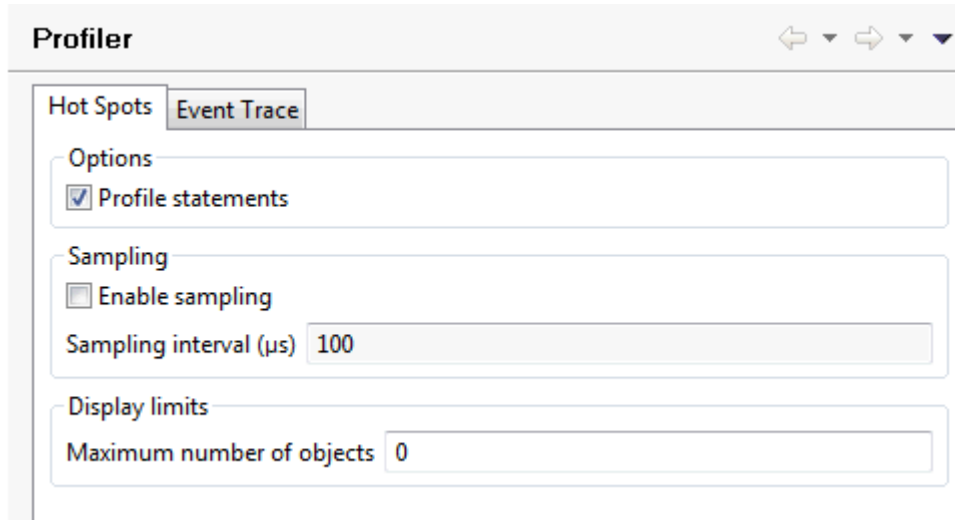 Profiler
Hot Spots
Event Trace
Options
Profile statements
Sampling
Enable sampling
Sampling interval (µs) 100
Display limits
Maximum number of objects 0